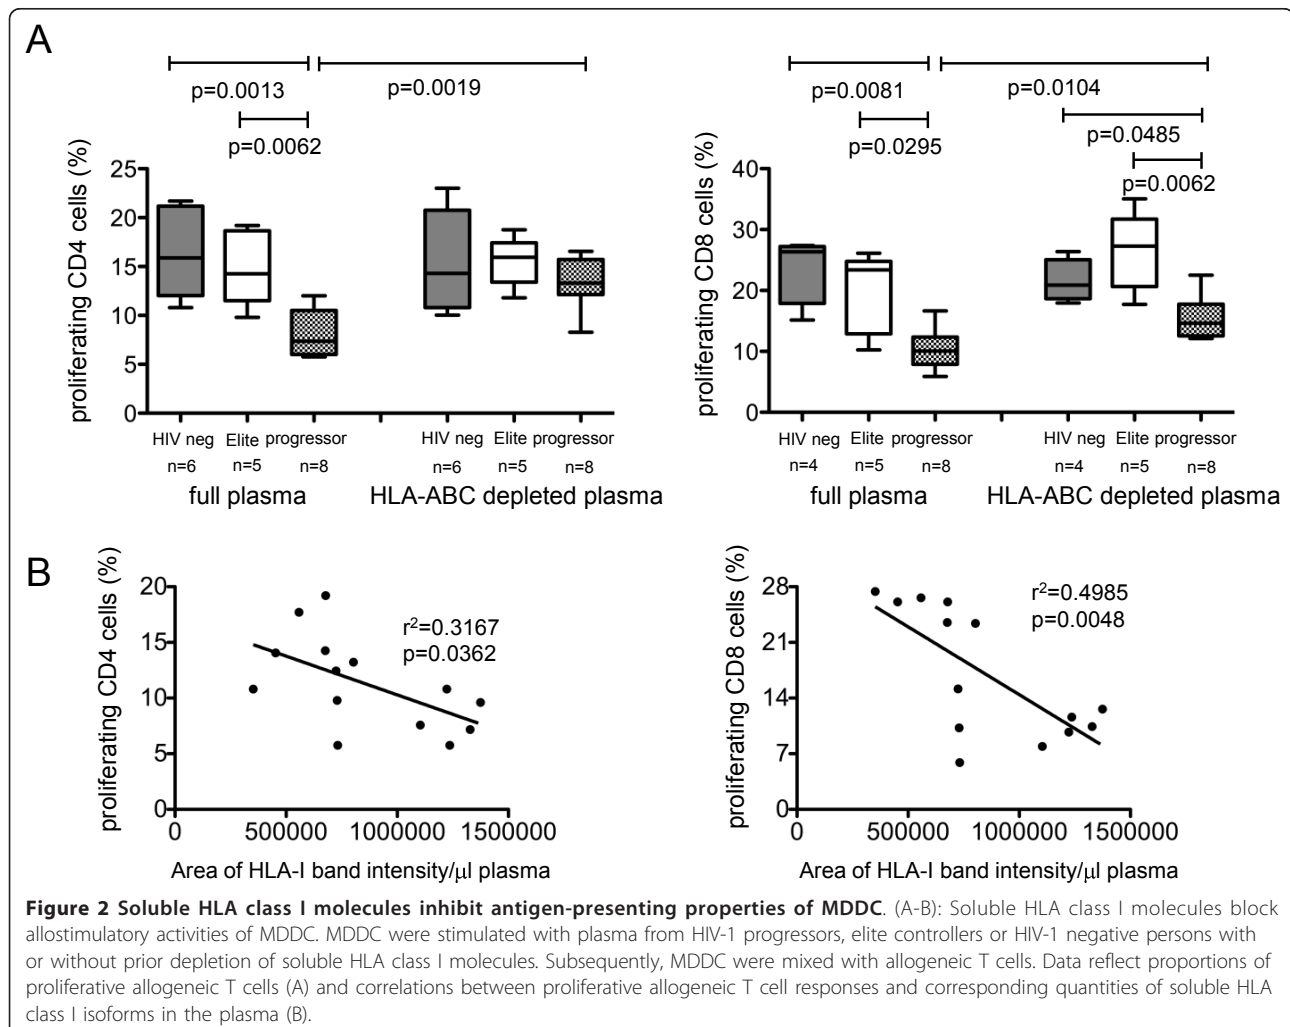 A
p=0.0013
p=0.0019
p=0.0062
proliferating CD4 cells (%)
25
20
15
10
5
0
HIV neg Elite progressor HIV neg Elite progressor
n=6 n=5 n=8 n=6 n=5 n=8
full plasma HLA-ABC depleted plasma
p=0.0081
p=0.0104
p=0.0295
p=0.0485
p=0.0062
proliferating CD8 cells (%)
40
30
20
10
0
HIV neg Elite progressor HIV neg Elite progressor
n=4 n=5 n=8 n=4 n=5 n=8
full plasma HLA-ABC depleted plasma
B
proliferating CD4 cells (%)
20
15
10
5
0
r²=0.3167
p=0.0362
0 500000 1000000 1500000
Area of HLA-I band intensity/μl plasma
proliferating CD8 cells (%)
28
21
14
7
0
r²=0.4985
p=0.0048
0 500000 1000000 1500000
Area of HLA-I band intensity/μl plasma
Figure 2 Soluble HLA class I molecules inhibit antigen-presenting properties of MDDC. (A-B): Soluble HLA class I molecules block
allostimulatory activities of MDDC. MDDC were stimulated with plasma from HIV-1 progressors, elite controllers or HIV-1 negative persons with
or without prior depletion of soluble HLA class I molecules. Subsequently, MDDC were mixed with allogeneic T cells. Data reflect proportions of
proliferative allogeneic T cells (A) and correlations between proliferative allogeneic T cell responses and corresponding quantities of soluble HLA
class I isoforms in the plasma (B).